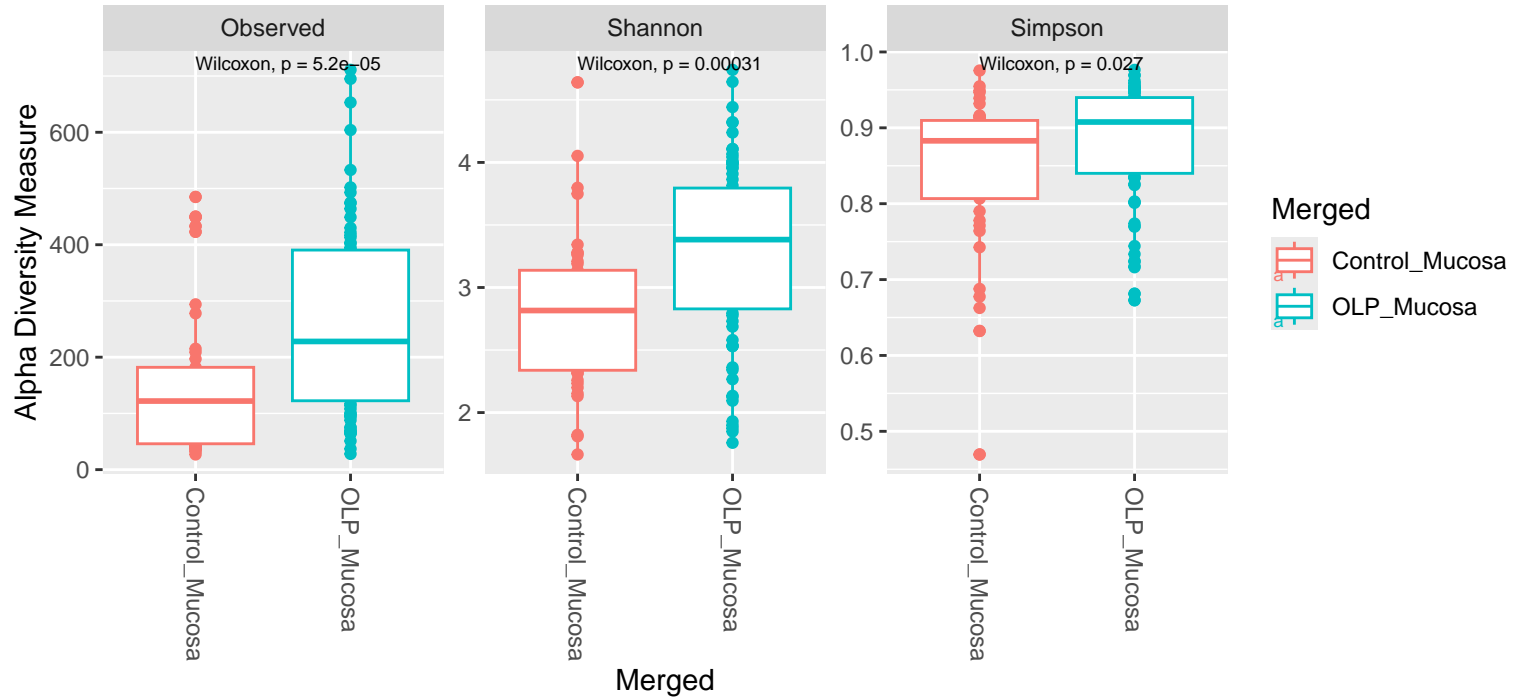 Observed
Shannon
Simpson
Wilcoxon, p = 5.2e−05
Wilcoxon, p = 0.00031
Wilcoxon, p = 0.027
Alpha Diversity Measure
600
400
200
0
4
3
2
1.0
0.9
0.8
0.7
0.6
0.5
Control_Mucosa
OLP_Mucosa
Control_Mucosa
OLP_Mucosa
Control_Mucosa
OLP_Mucosa
Merged
Merged
a Control_Mucosa
a OLP_Mucosa